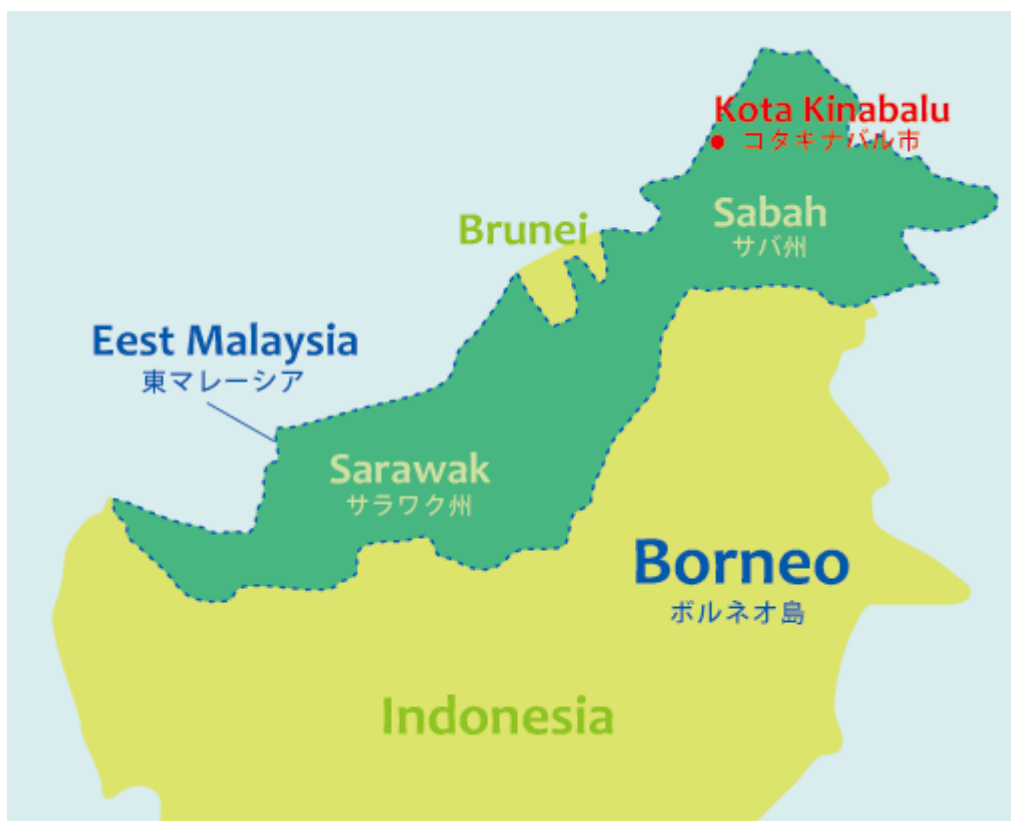 Kota Kinabalu
コタキナバル市
Sabah
サバ州
Brunei
Eest Malaysia
東マレーシア
Sarawak
サラワク州
Borneo
ボルネオ島
Indonesia